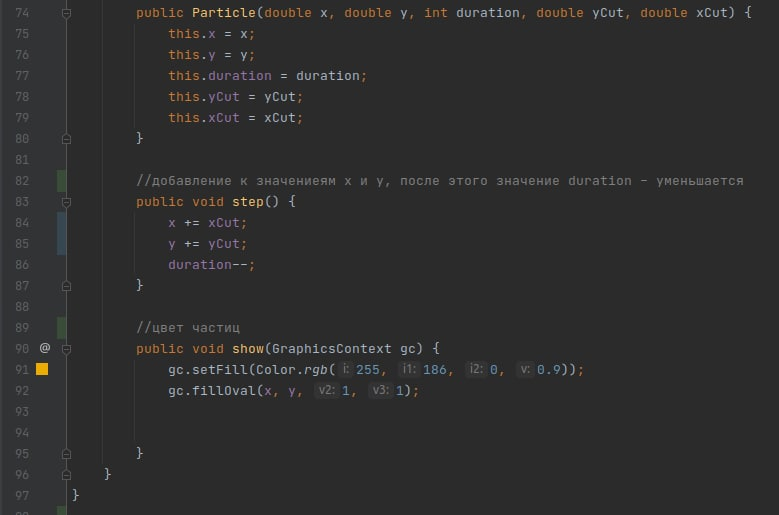 74 public Particle(double x, double y, int duration, double yCut, double xCut) {
75 this.x = x;
76 this.y = y;
77 this.duration = duration;
78 this.yCut = yCut;
79 this.xCut = xCut;
80 }
81
82 //добавление к значениеям x и y, после этого значение duration - уменьшается
83 public void step() {
84 x += xCut;
85 y += yCut;
86 duration--;
87 }
88
89 //цвет частиц
90 @ public void show(GraphicsContext gc) {
91 gc.setFill(Color.rgb( i: 255, i1: 186, i2: 0, v: 0.9));
92 gc.fillOval(x, y, v2: 1, v3: 1);
93
94
95 }
96 }
97 }